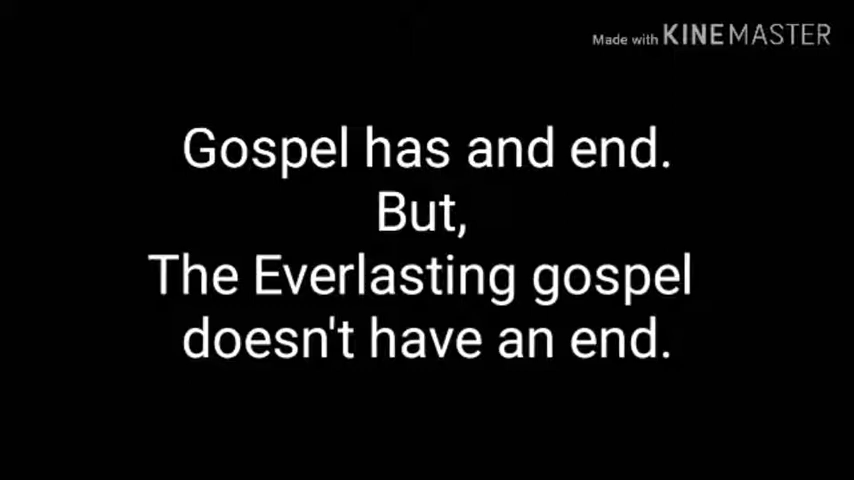 Made with KINEMASTER
Gospel has and end.
But,
The Everlasting gospel
doesn't have an end.